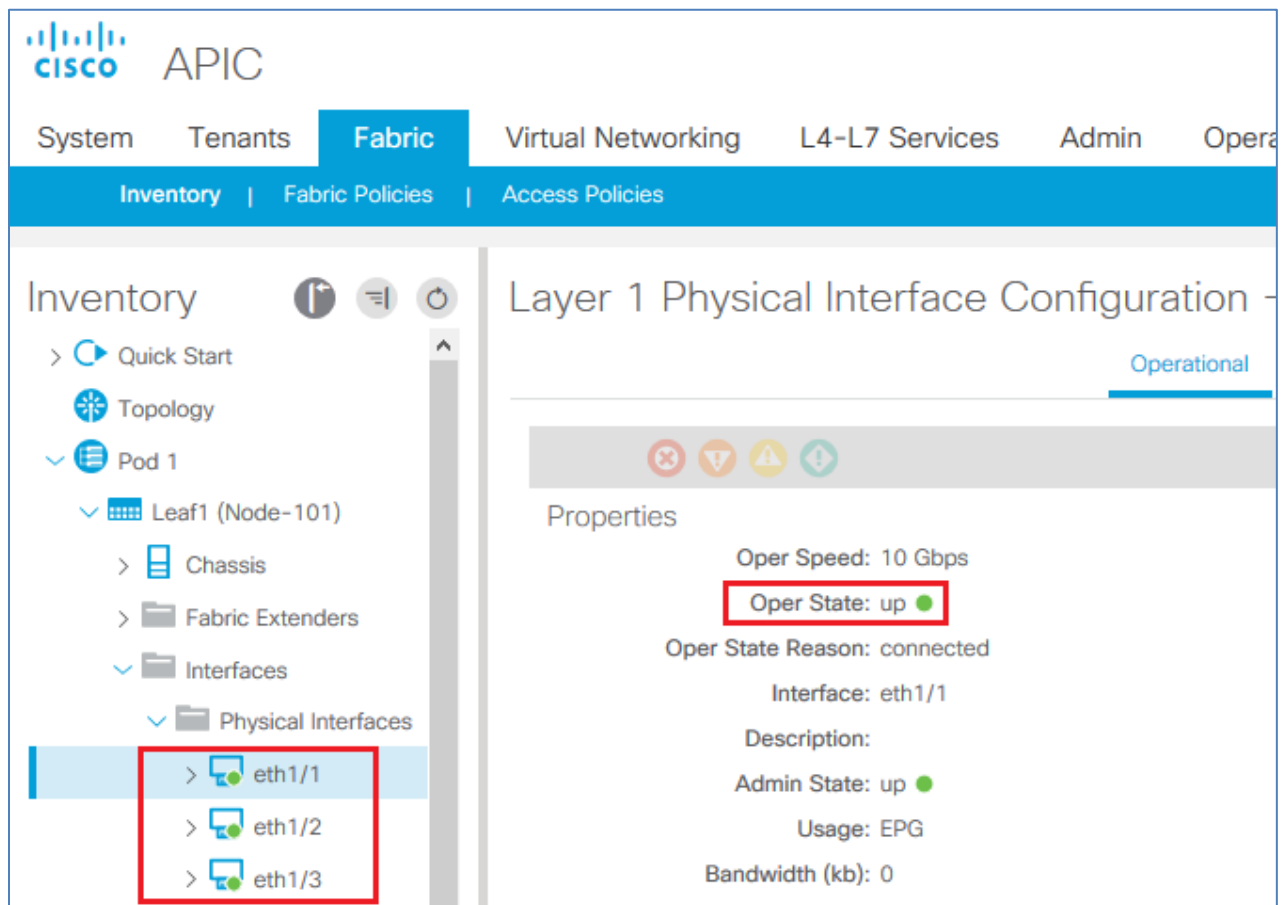 CISCO APIC
System Tenants Fabric Virtual Networking L4-L7 Services Admin Opera
Inventory | Fabric Policies | Access Policies
Inventory
Quick Start
Topology
Pod 1
Leaf1 (Node-101)
Chassis
Fabric Extenders
Interfaces
Physical Interfaces
eth1/1
eth1/2
eth1/3
Layer 1 Physical Interface Configuration -
Operational
Properties
Oper Speed: 10 Gbps
Oper State: up
Oper State Reason: connected
Interface: eth1/1
Description:
Admin State: up
Usage: EPG
Bandwidth (kb): 0